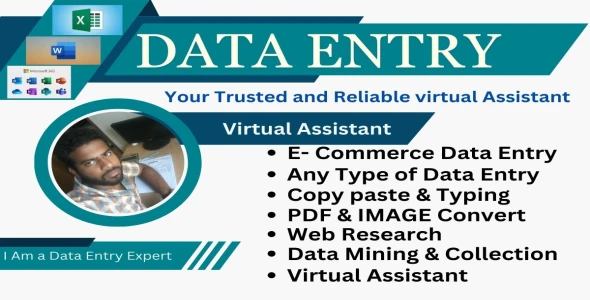 DATA ENTRY
Your Trusted and Reliable virtual Assistant
Virtual Assistant
• E- Commerce Data Entry
• Any Type of Data Entry
• Copy paste & Typing
• PDF & IMAGE Convert
• Web Research
• Data Mining & Collection
• Virtual Assistant
I Am a Data Entry Expert